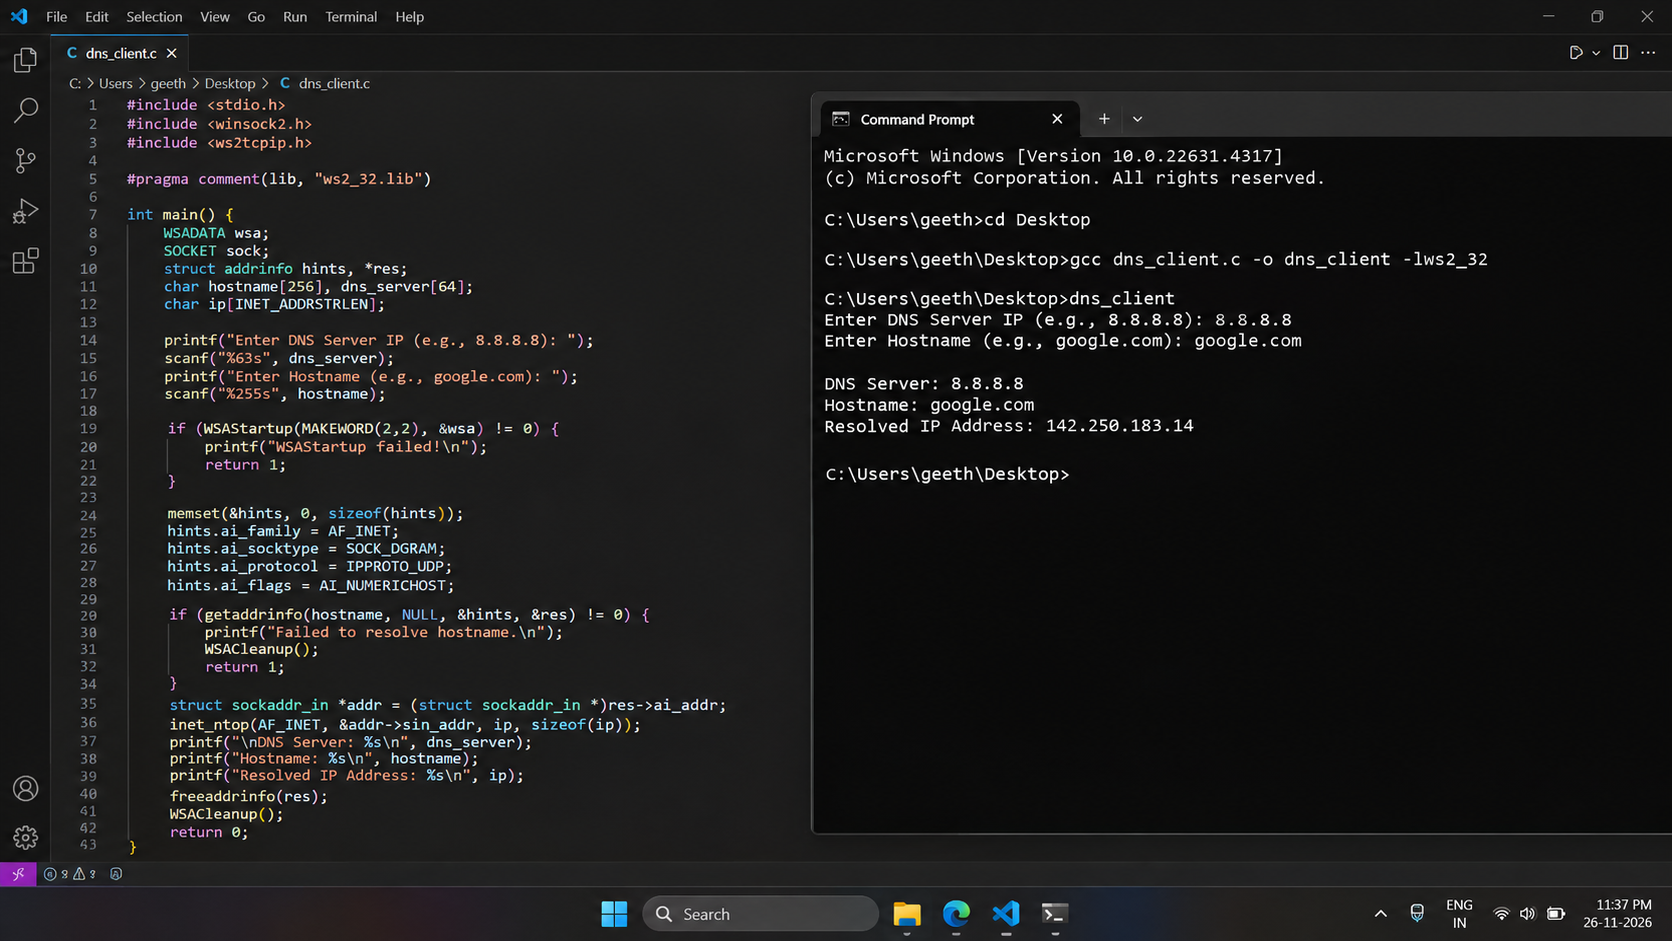 File Edit Selection View Go Run Terminal Help
C dns_client.c
C: > Users > geeth > Desktop > C dns_client.c
1 #include <stdio.h>
2 #include <winsock2.h>
3 #include <ws2tcpip.h>
4
5 #pragma comment(lib, "ws2_32.lib")
6
7 int main() {
8 WSADATA wsa;
9 SOCKET sock;
10 struct addrinfo hints, *res;
11 char hostname[256], dns_server[64];
12 char ip[INET_ADDRSTRLEN];
13
14 printf("Enter DNS Server IP (e.g., 8.8.8.8): ");
15 scanf("%63s", dns_server);
16 printf("Enter Hostname (e.g., google.com): ");
17 scanf("%255s", hostname);
18
19 if (WSAStartup(MAKEWORD(2,2), &wsa) != 0) {
20 printf("WSAStartup failed!\n");
21 return 1;
22 }
23
24 memset(&hints, 0, sizeof(hints));
25 hints.ai_family = AF_INET;
26 hints.ai_socktype = SOCK_DGRAM;
27 hints.ai_protocol = IPPROTO_UDP;
28 hints.ai_flags = AI_NUMERICHOST;
29
20 if (getaddrinfo(hostname, NULL, &hints, &res) != 0) {
30 printf("Failed to resolve hostname.\n");
31 WSACleanup();
32 return 1;
34 }
35 struct sockaddr_in *addr = (struct sockaddr_in *)res->ai_addr;
36 inet_ntop(AF_INET, &addr->sin_addr, ip, sizeof(ip));
37 printf("\nDNS Server: %s\n", dns_server);
38 printf("Hostname: %s\n", hostname);
39 printf("Resolved IP Address: %s\n", ip);
40 freeaddrinfo(res);
41 WSACleanup();
42 return 0;
43 }
Command Prompt
Microsoft Windows [Version 10.0.22631.4317]
(c) Microsoft Corporation. All rights reserved.
C:\Users\geeth>cd Desktop
C:\Users\geeth\Desktop>gcc dns_client.c -o dns_client -lws2_32
C:\Users\geeth\Desktop>dns_client
Enter DNS Server IP (e.g., 8.8.8.8): 8.8.8.8
Enter Hostname (e.g., google.com): google.com
DNS Server: 8.8.8.8
Hostname: google.com
Resolved IP Address: 142.250.183.14
C:\Users\geeth\Desktop>
Search
ENG
IN
11:37 PM
26-11-2026